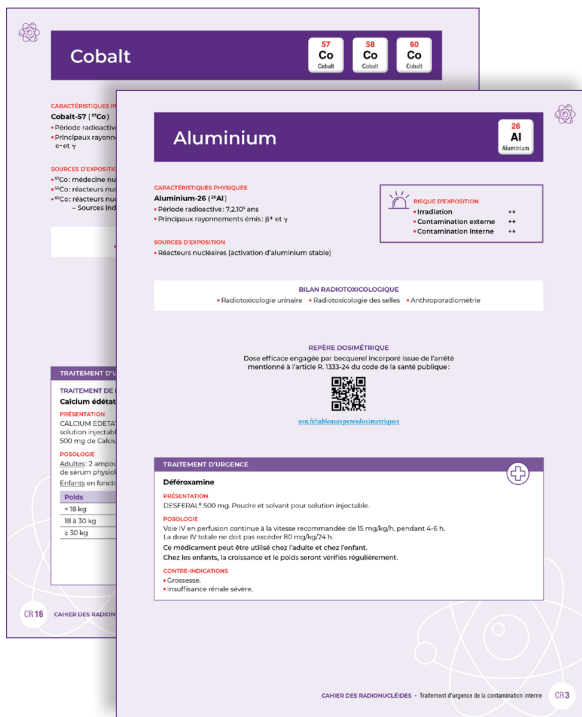 Cobalt
57
Co
Cobalt
58
Co
Cobalt
60
Co
Cobalt
CARACTÉRISTIQUES
Cobalt-57 (⁵⁷Co)
• Période radioactiv
• Principaux rayonne
e- et γ
SOURCES D'EXPOSITIO
• ⁵⁷Co : médecine nu
• ⁵⁸Co : réacteurs nuc
• ⁶⁰Co : réacteurs nuc
– Sources ind
TRAITEMENT D'U
TRAITEMENT DE
Calcium édétat
PRÉSENTATION
CALCIUM EDETA
solution injectabl
500 mg de Calciu
POSOLOGIE
Adultes : 2 ampou
de sérum physiol
Enfants en foncti
Poids
< 18 kg
18 à 30 kg
≥ 30 kg
CR 16 CAHIER DES RADION
Aluminium
26
Al
Aluminium
CARACTÉRISTIQUES PHYSIQUES
Aluminium-26 (²⁶Al)
• Période radioactive : 7,2.10⁵ ans
• Principaux rayonnements émis : β⁺ et γ
SOURCES D'EXPOSITION
• Réacteurs nucléaires (activation d'aluminium stable)
RISQUE D'EXPOSITION
• Irradiation ++
• Contamination externe ++
• Contamination interne ++
BILAN RADIOTOXICOLOGIQUE
• Radiotoxicologie urinaire • Radiotoxicologie des selles • Anthroporadiométrie
REPÈRE DOSIMÉTRIQUE
Dose efficace engagée par becquerel incorporé issue de l'arrêté
mentionné à l'article R. 1333-24 du code de la santé publique :
asn.fr/tableaureperesdosimetriques
TRAITEMENT D'URGENCE
Déféroxamine
PRÉSENTATION
DESFERAL® 500 mg. Poudre et solvant pour solution injectable.
POSOLOGIE
Voie IV en perfusion continue à la vitesse recommandée de 15 mg/kg/h, pendant 4-6 h.
La dose IV totale ne doit pas excéder 80 mg/kg/24 h.
Ce médicament peut être utilisé chez l'adulte et chez l'enfant.
Chez les enfants, la croissance et le poids seront vérifiés régulièrement.
CONTRE-INDICATIONS
• Grossesse.
• Insuffisance rénale sévère.
CAHIER DES RADIONUCLÉIDES - Traitement d'urgence de la contamination interne CR 3